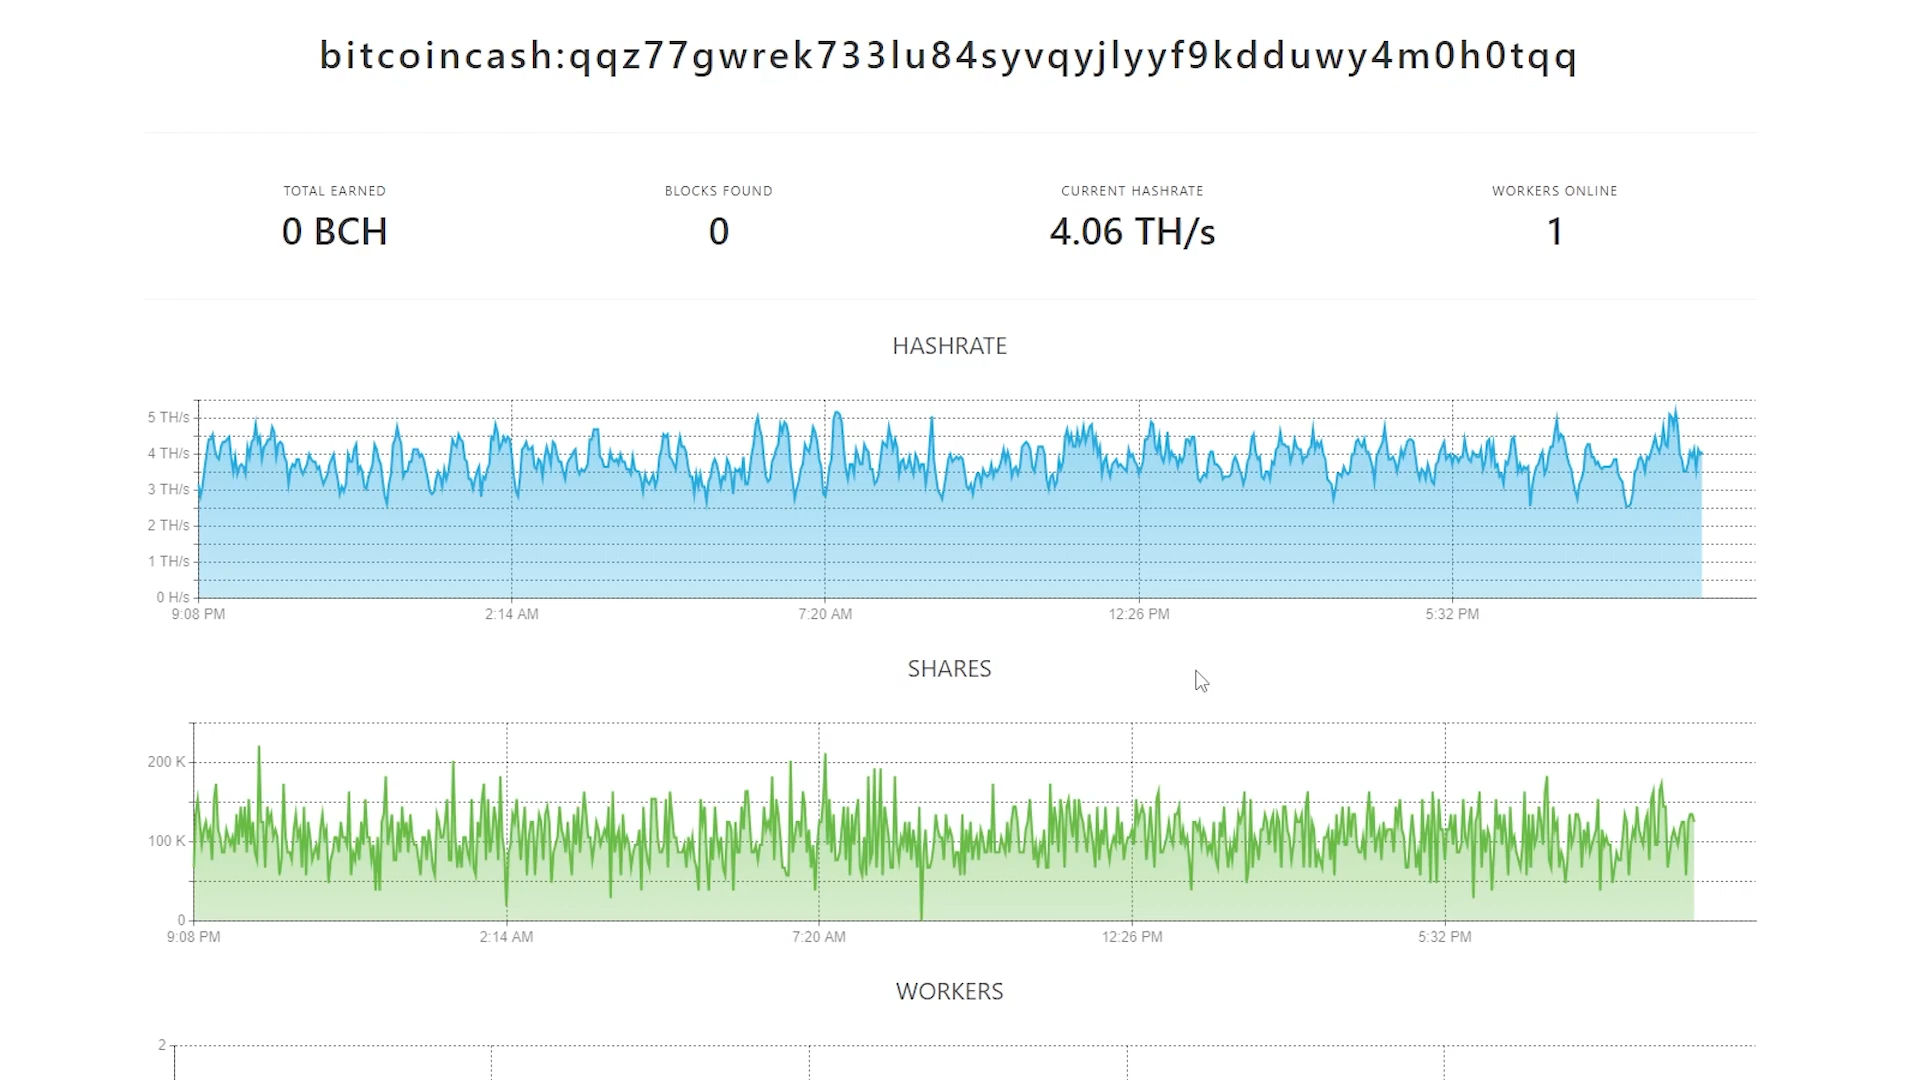 bitcoincash:qqz77gwrek733lu84syvqyjlyyf9kdduwy4m0h0tqq
TOTAL EARNED
0 BCH
BLOCKS FOUND
0
CURRENT HASHRATE
4.06 TH/s
WORKERS ONLINE
1
HASHRATE
5 TH/s
4 TH/s
3 TH/s
2 TH/s
1 TH/s
0 H/s
9:08 PM 2:14 AM 7:20 AM 12:26 PM 5:32 PM
SHARES
200 K
100 K
0
9:08 PM 2:14 AM 7:20 AM 12:26 PM 5:32 PM
WORKERS
2